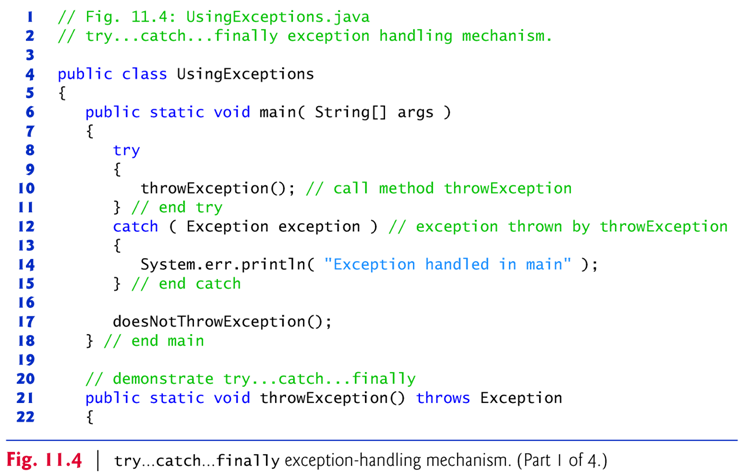 1 // Fig. 11.4: UsingExceptions.java
2 // try...catch...finally exception handling mechanism.
3
4 public class UsingExceptions
5 {
6 public static void main( String[] args )
7 {
8 try
9 {
10 throwException(); // call method throwException
11 } // end try
12 catch ( Exception exception ) // exception thrown by throwException
13 {
14 System.err.println( "Exception handled in main" );
15 } // end catch
16
17 doesNotThrowException();
18 } // end main
19
20 // demonstrate try...catch...finally
21 public static void throwException() throws Exception
22 {
Fig. 11.4 | try...catch...finally exception-handling mechanism. (Part 1 of 4.)